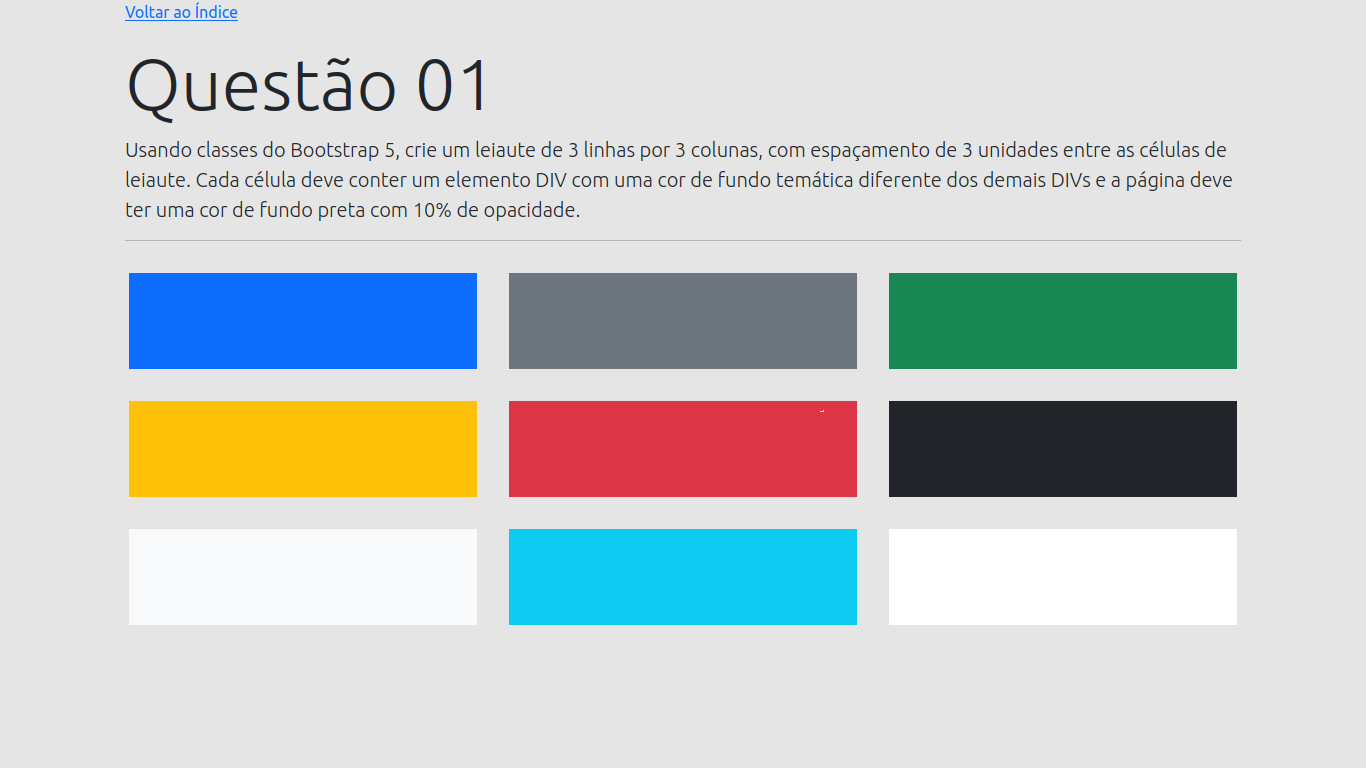 Voltar ao Índice
Questão 01
Usando classes do Bootstrap 5, crie um leiaute de 3 linhas por 3 colunas, com espaçamento de 3 unidades entre as células de
leiaute. Cada célula deve conter um elemento DIV com uma cor de fundo temática diferente dos demais DIVs e a página deve
ter uma cor de fundo preta com 10% de opacidade.